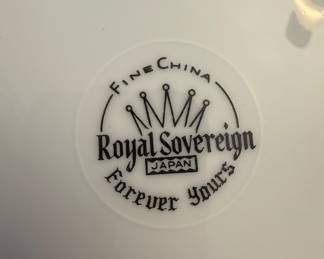 FINE CHINA
Royal Sovereign
JAPAN
Forever Yours